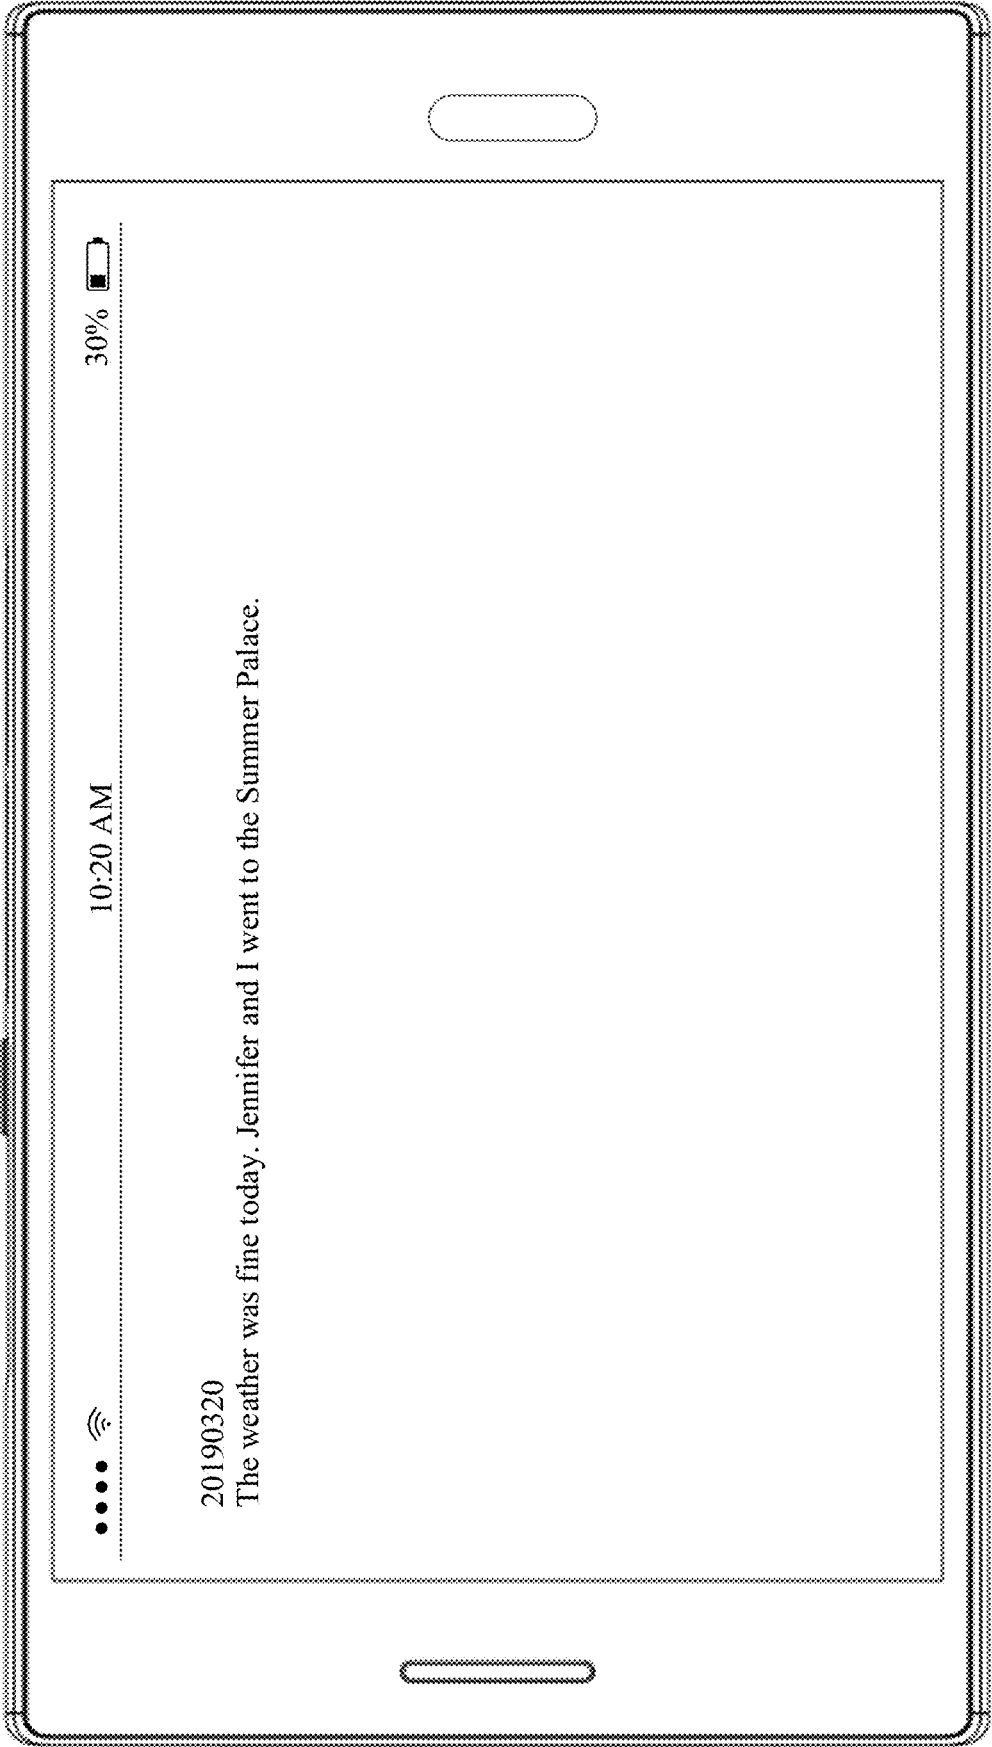 10:20 AM
30%
20190320
The weather was fine today. Jennifer and I went to the Summer Palace.